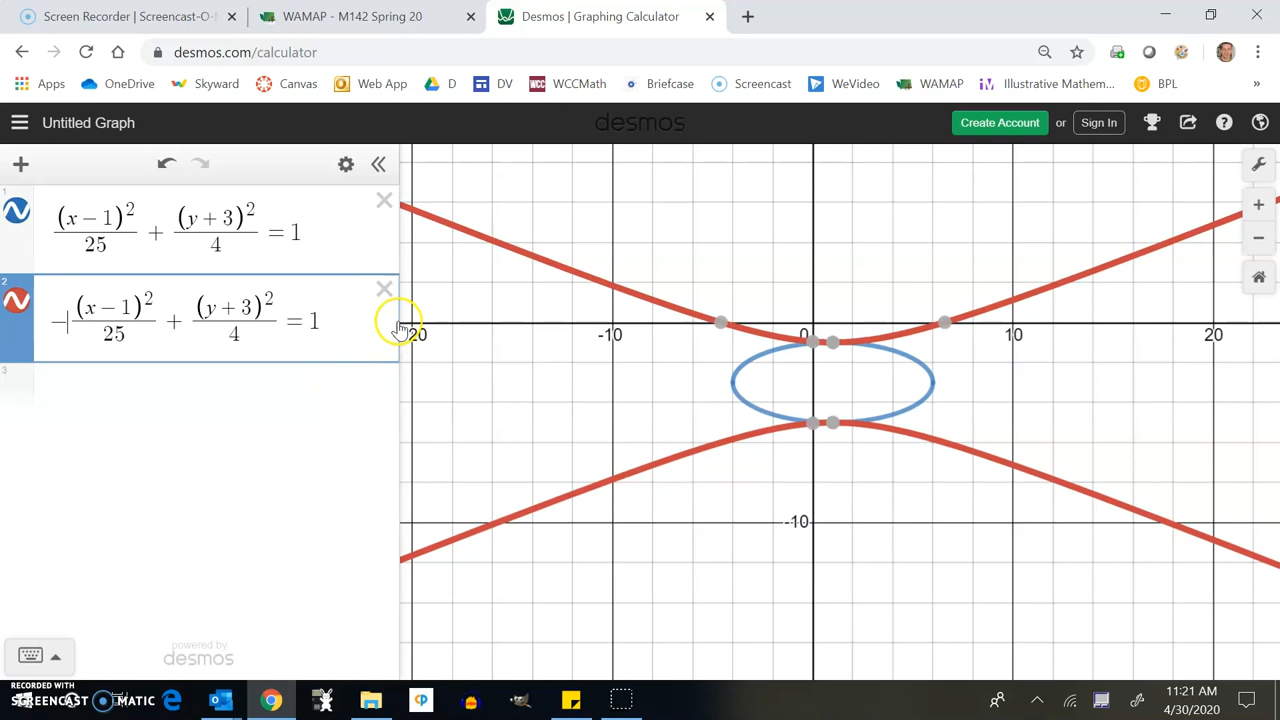 Screen Recorder | Screencast-O-
WAMAP - M142 Spring 20
Desmos | Graphing Calculator
desmos.com/calculator
Apps
OneDrive
Skyward
Canvas
Web App
D
DV
WCCMath
Briefcase
Screencast
WeVideo
WAMAP
Illustrative Mathem...
BPL
»
Untitled Graph
desmos
Create Account
or
Sign In
1
(x − 1)²/25 + (y + 3)²/4 = 1
2
−(x − 1)²/25 + (y + 3)²/4 = 1
3
20
-10
0
10
20
-10
powered by
desmos
RECORDED WITH
SCREENCAST MATIC
11:21 AM
4/30/2020